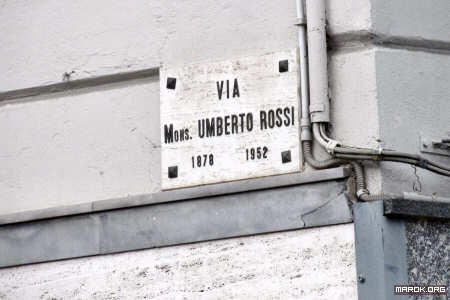 VIA
MONS. UMBERTO ROSSI
1878 1952
MAROK.ORG